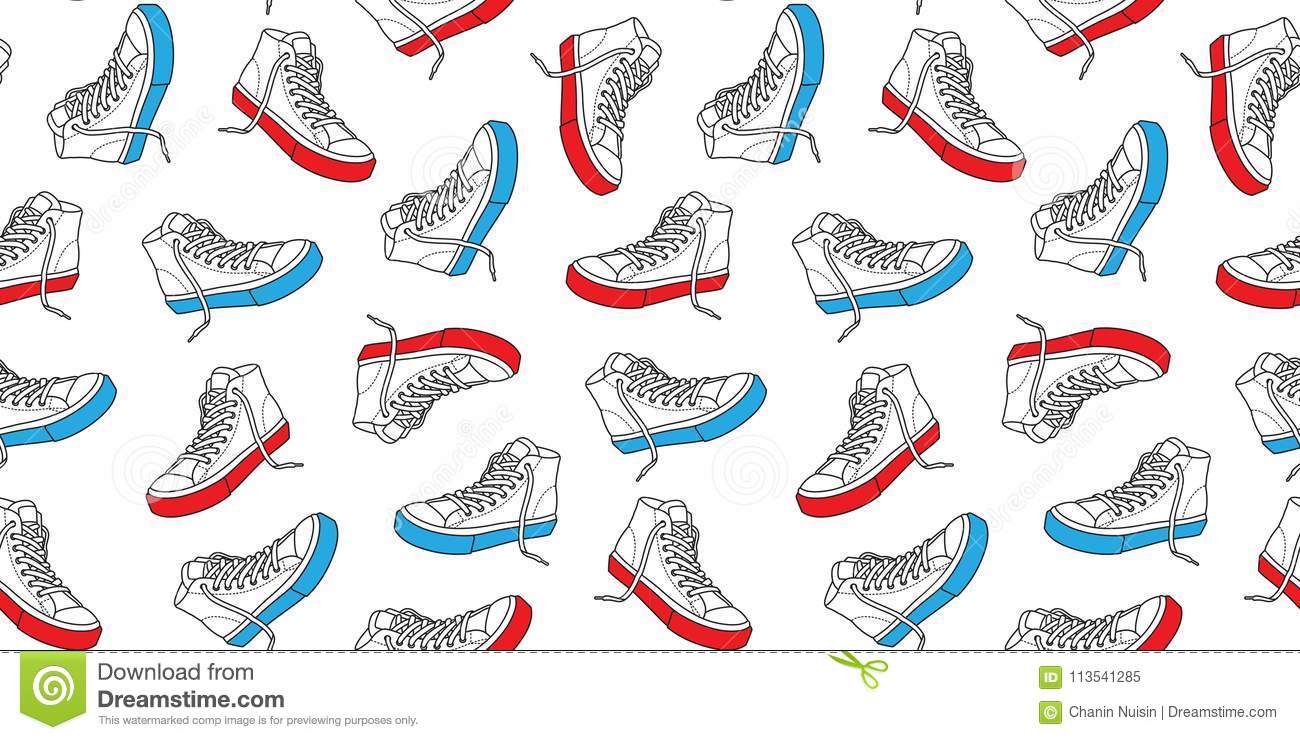 Download from
Dreamstime.com
This watermarked comp image is for previewing purposes only.
ID 113541285
© Chanin Nuisin | Dreamstime.com